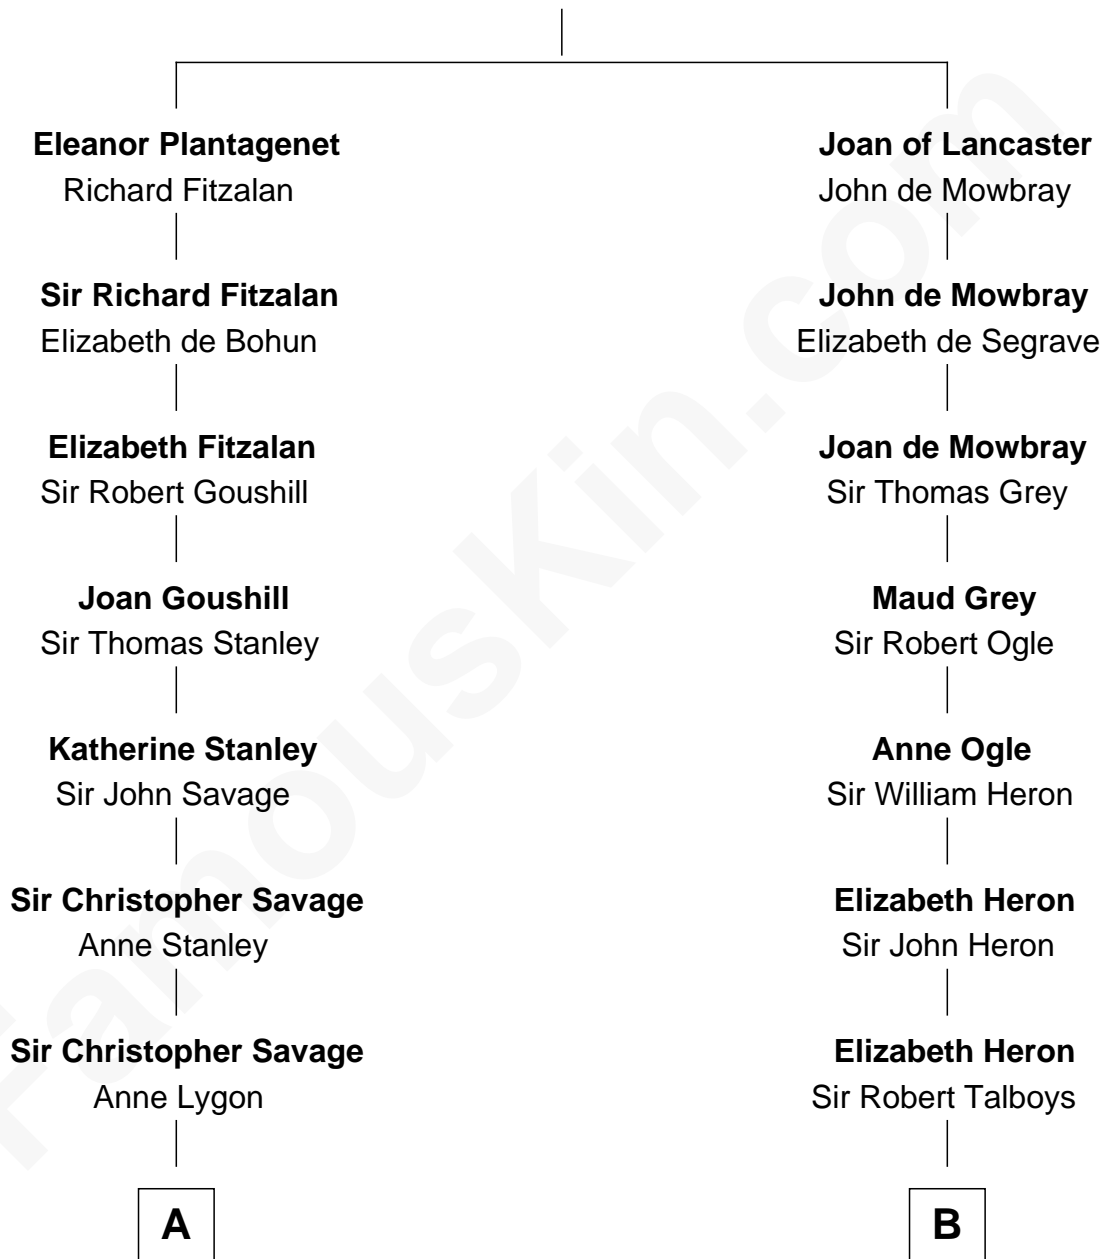 Eleanor Plantagenet
Richard Fitzalan
Sir Richard Fitzalan
Elizabeth de Bohun
Elizabeth Fitzalan
Sir Robert Goushill
Joan Goushill
Sir Thomas Stanley
Katherine Stanley
Sir John Savage
Sir Christopher Savage
Anne Stanley
Sir Christopher Savage
Anne Lygon
A
Joan of Lancaster
John de Mowbray
John de Mowbray
Elizabeth de Segrave
Joan de Mowbray
Sir Thomas Grey
Maud Grey
Sir Robert Ogle
Anne Ogle
Sir William Heron
Elizabeth Heron
Sir John Heron
Elizabeth Heron
Sir Robert Talboys
B
FamousKin.com